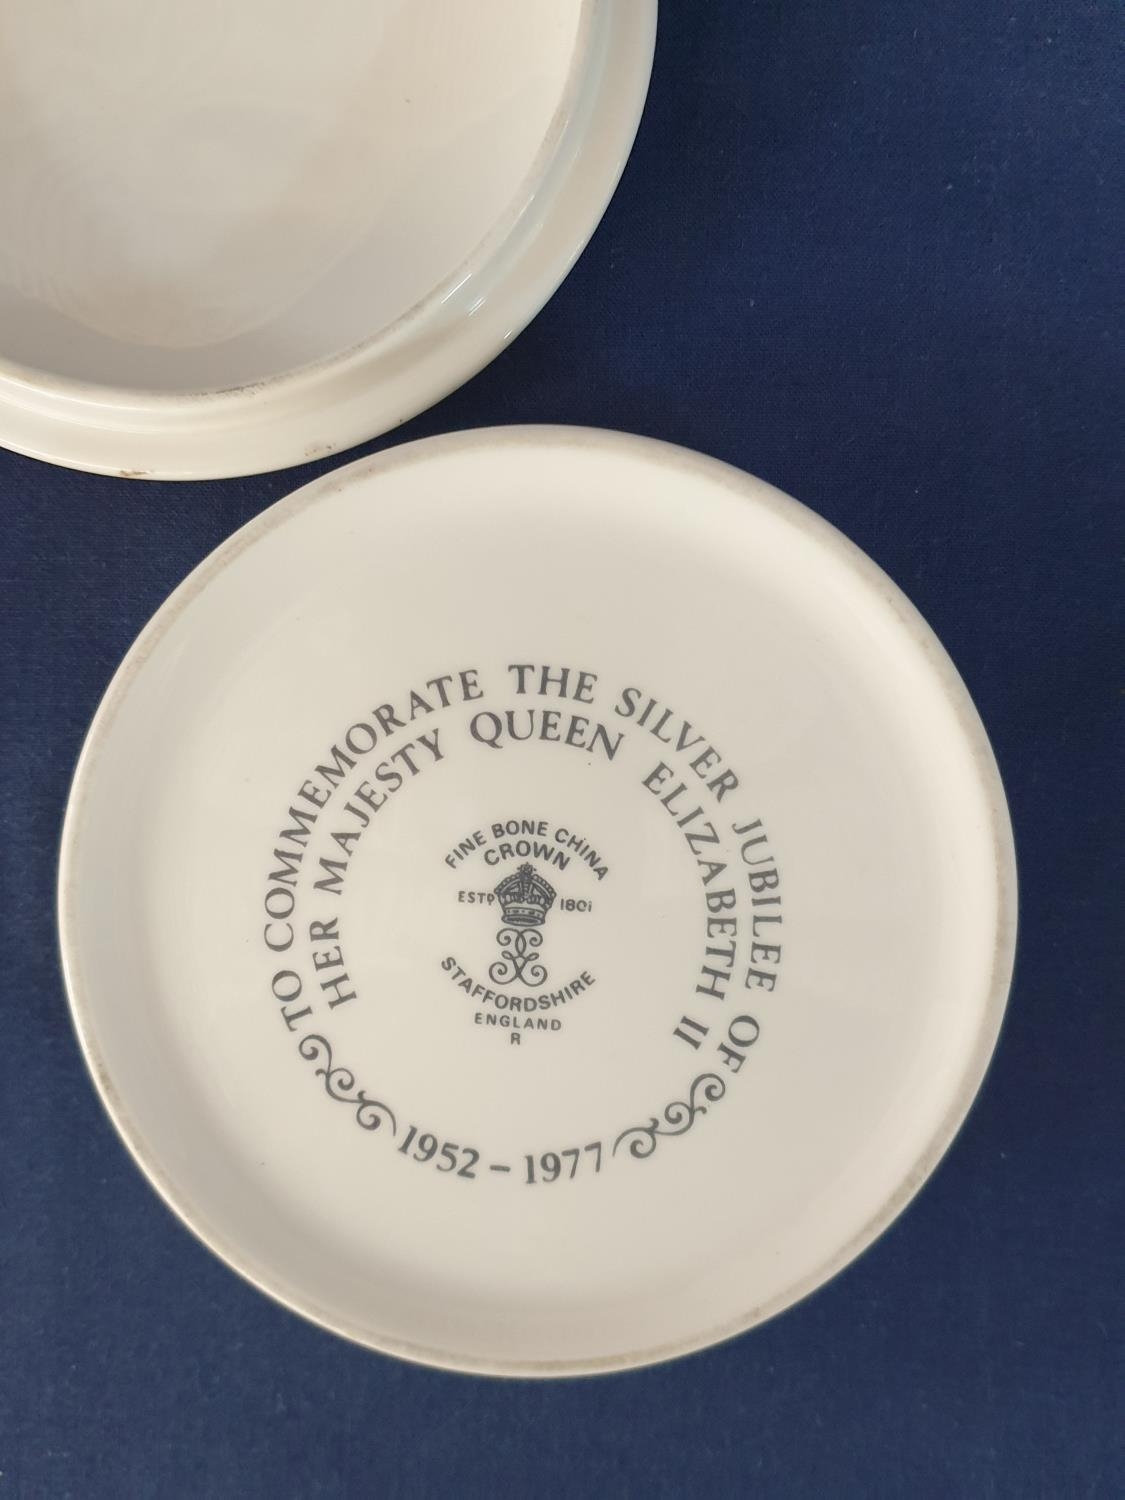 TO COMMEMORATE THE SILVER JUBILEE OF
HER MAJESTY QUEEN ELIZABETH II
FINE BONE CHINA
CROWN
ESTD 1801
STAFFORDSHIRE
ENGLAND
R
1952 – 1977